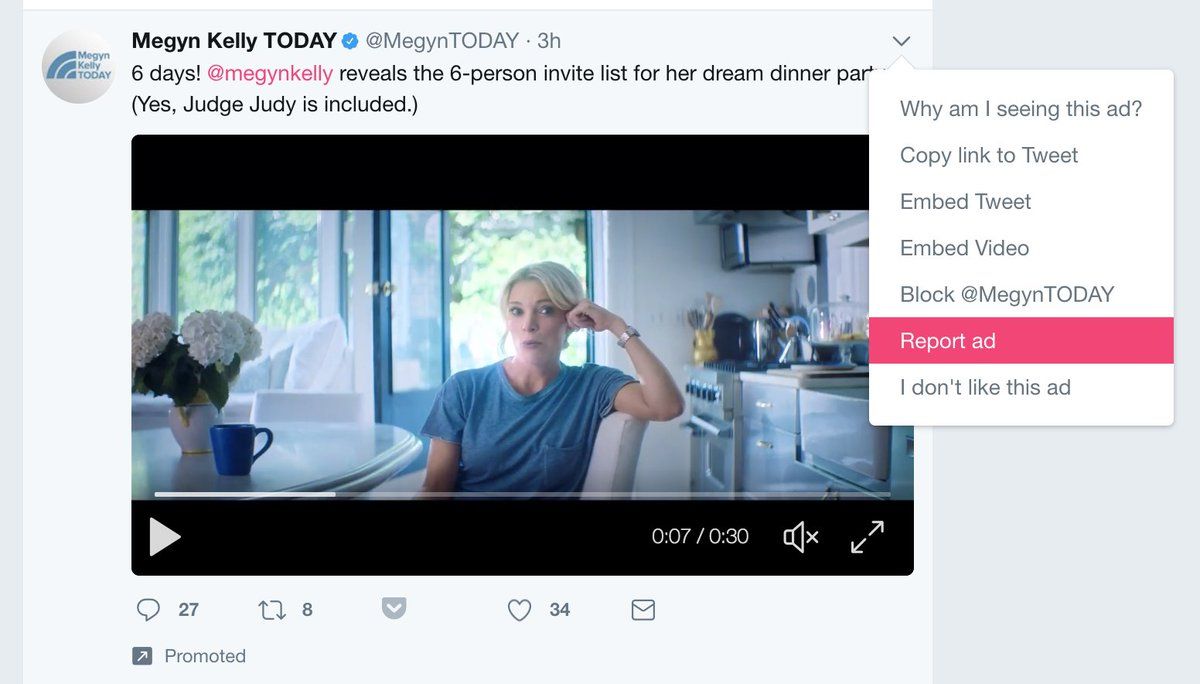 Megyn Kelly TODAY @MegynTODAY · 3h
Megyn
Kelly
TODAY
6 days! @megynkelly reveals the 6-person invite list for her dream dinner party
(Yes, Judge Judy is included.)
Why am I seeing this ad?
Copy link to Tweet
Embed Tweet
Embed Video
Block @MegynTODAY
Report ad
I don't like this ad
0:07 / 0:30
27 8 34
Promoted